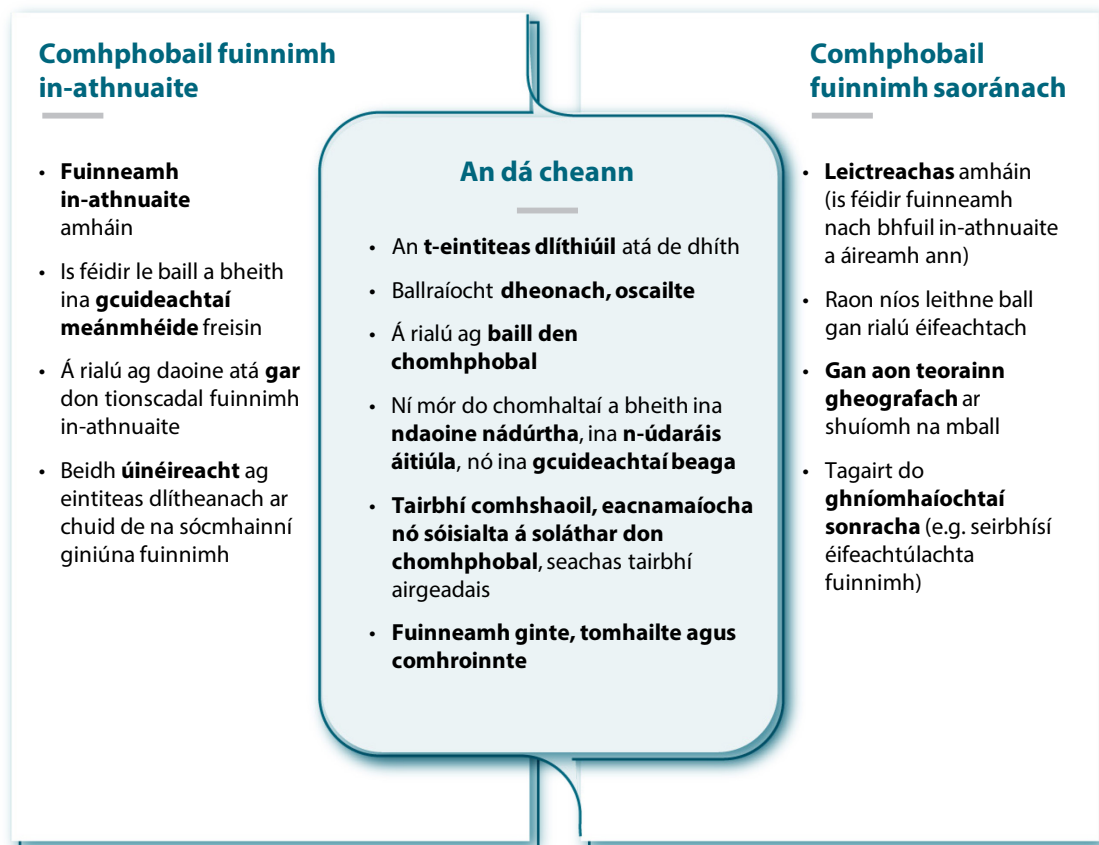 Comhphobail fuinnimh
in-athnuaite
• Fuinneamh
in-athnuaite
amháin
• Is féidir le baill a bheith
ina gcuideachtaí
meánmhéide freisin
• Á rialú ag daoine atá gar
don tionscadal fuinnimh
in-athnuaite
• Beidh úinéireacht ag
eintiteas dlítheanach ar
chuid de na sócmhainní
giniúna fuinnimh
An dá cheann
• An t-eintiteas dlíthiúil atá de dhíth
• Ballraíocht dheonach, oscailte
• Á rialú ag baill den
chomhphobal
• Ní mór do chomhaltaí a bheith ina
ndaoine nádúrtha, ina n-údaráis
áitiúla, nó ina gcuideachtaí beaga
• Tairbhí comhshaoil, eacnamaíocha
nó sóisialta á soláthar don
chomhphobal, seachas tairbhí
airgeadais
• Fuinneamh ginte, tomhailte agus
comhroinnte
Comhphobail
fuinnimh saoránach
• Leictreachas amháin
(is féidir fuinneamh
nach bhfuil in-athnuaite
a áireamh ann)
• Raon níos leithne ball
gan rialú éifeachtach
• Gan aon teorainn
gheografach ar
shuíomh na mball
• Tagairt do
ghníomhaíochtaí
sonracha (e.g. seirbhísí
éifeachtúlachta
fuinnimh)